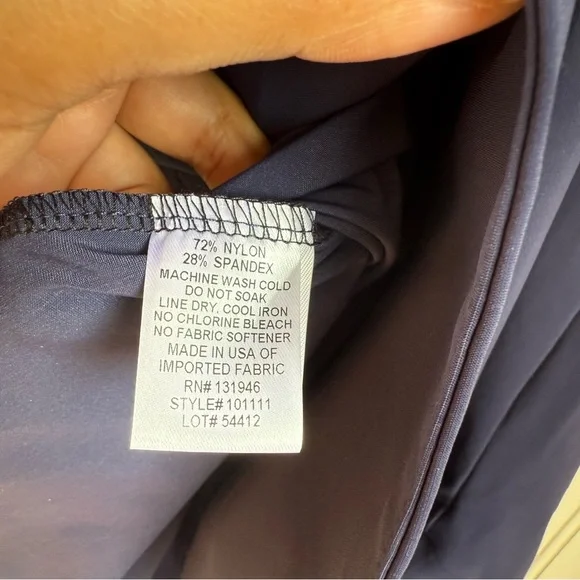 72% NYLON
28% SPANDEX
MACHINE WASH COLD
DO NOT SOAK
LINE DRY. COOL IRON
NO CHLORINE BLEACH
NO FABRIC SOFTENER
MADE IN USA OF
IMPORTED FABRIC
RN# 131946
STYLE# 101111
LOT# 54412